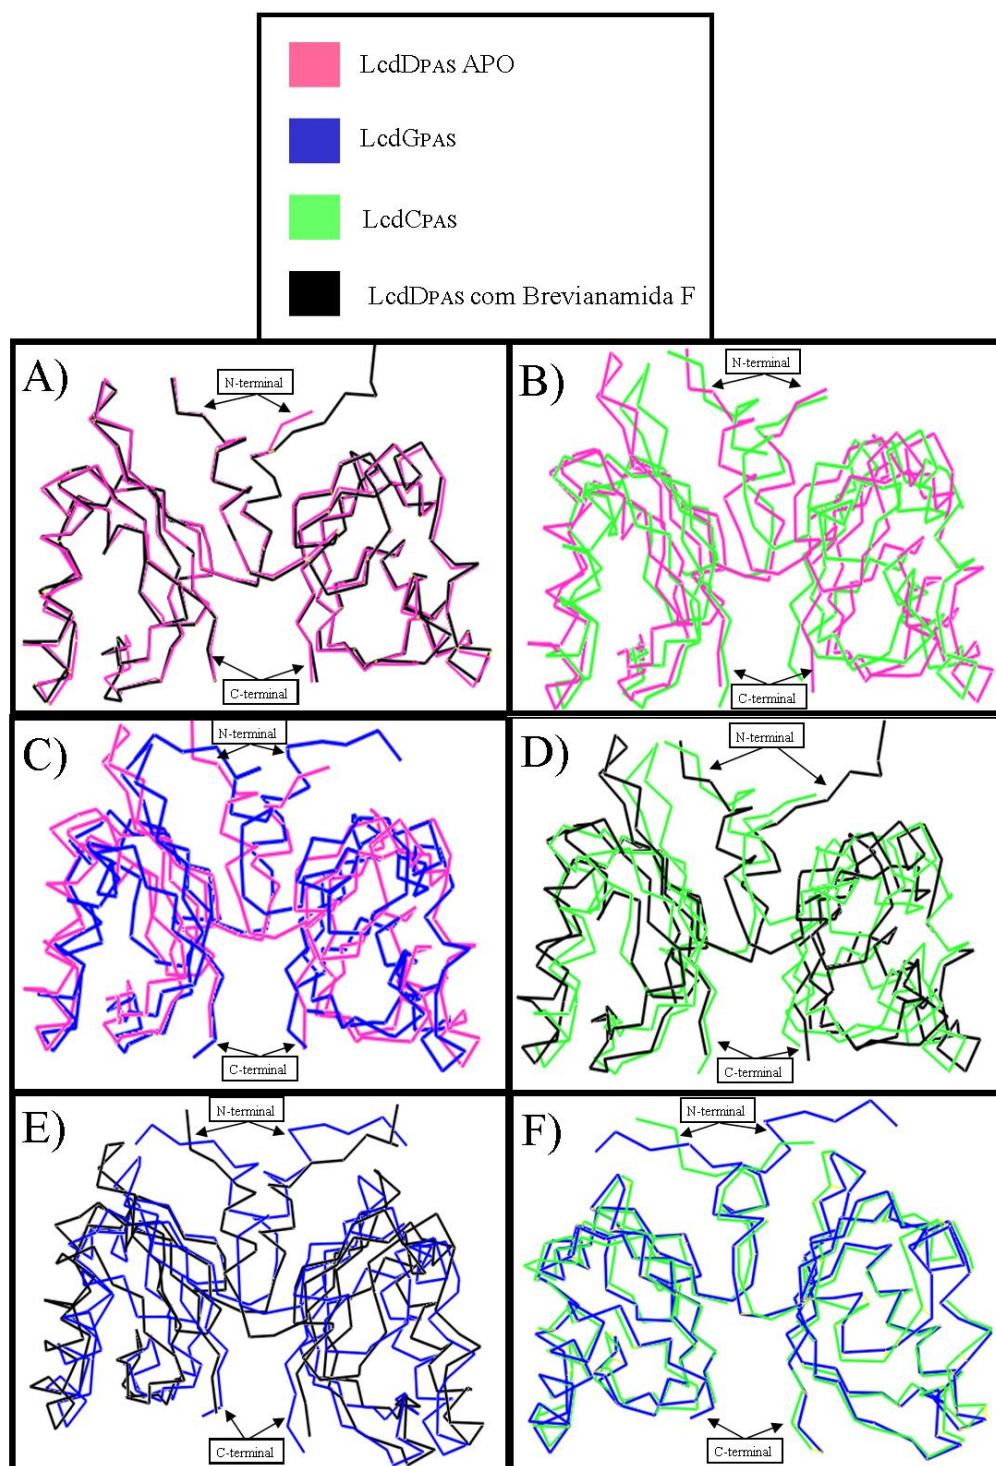 LcdDPAS APO
LcdGPAS
LcdCPAS
LcdDPAS com Brevianamida F
A)
N-terminal
C-terminal
B)
N-terminal
C-terminal
C)
N-terminal
C-terminal
D)
N-terminal
C-terminal
E)
N-terminal
C-terminal
F)
N-terminal
C-terminal